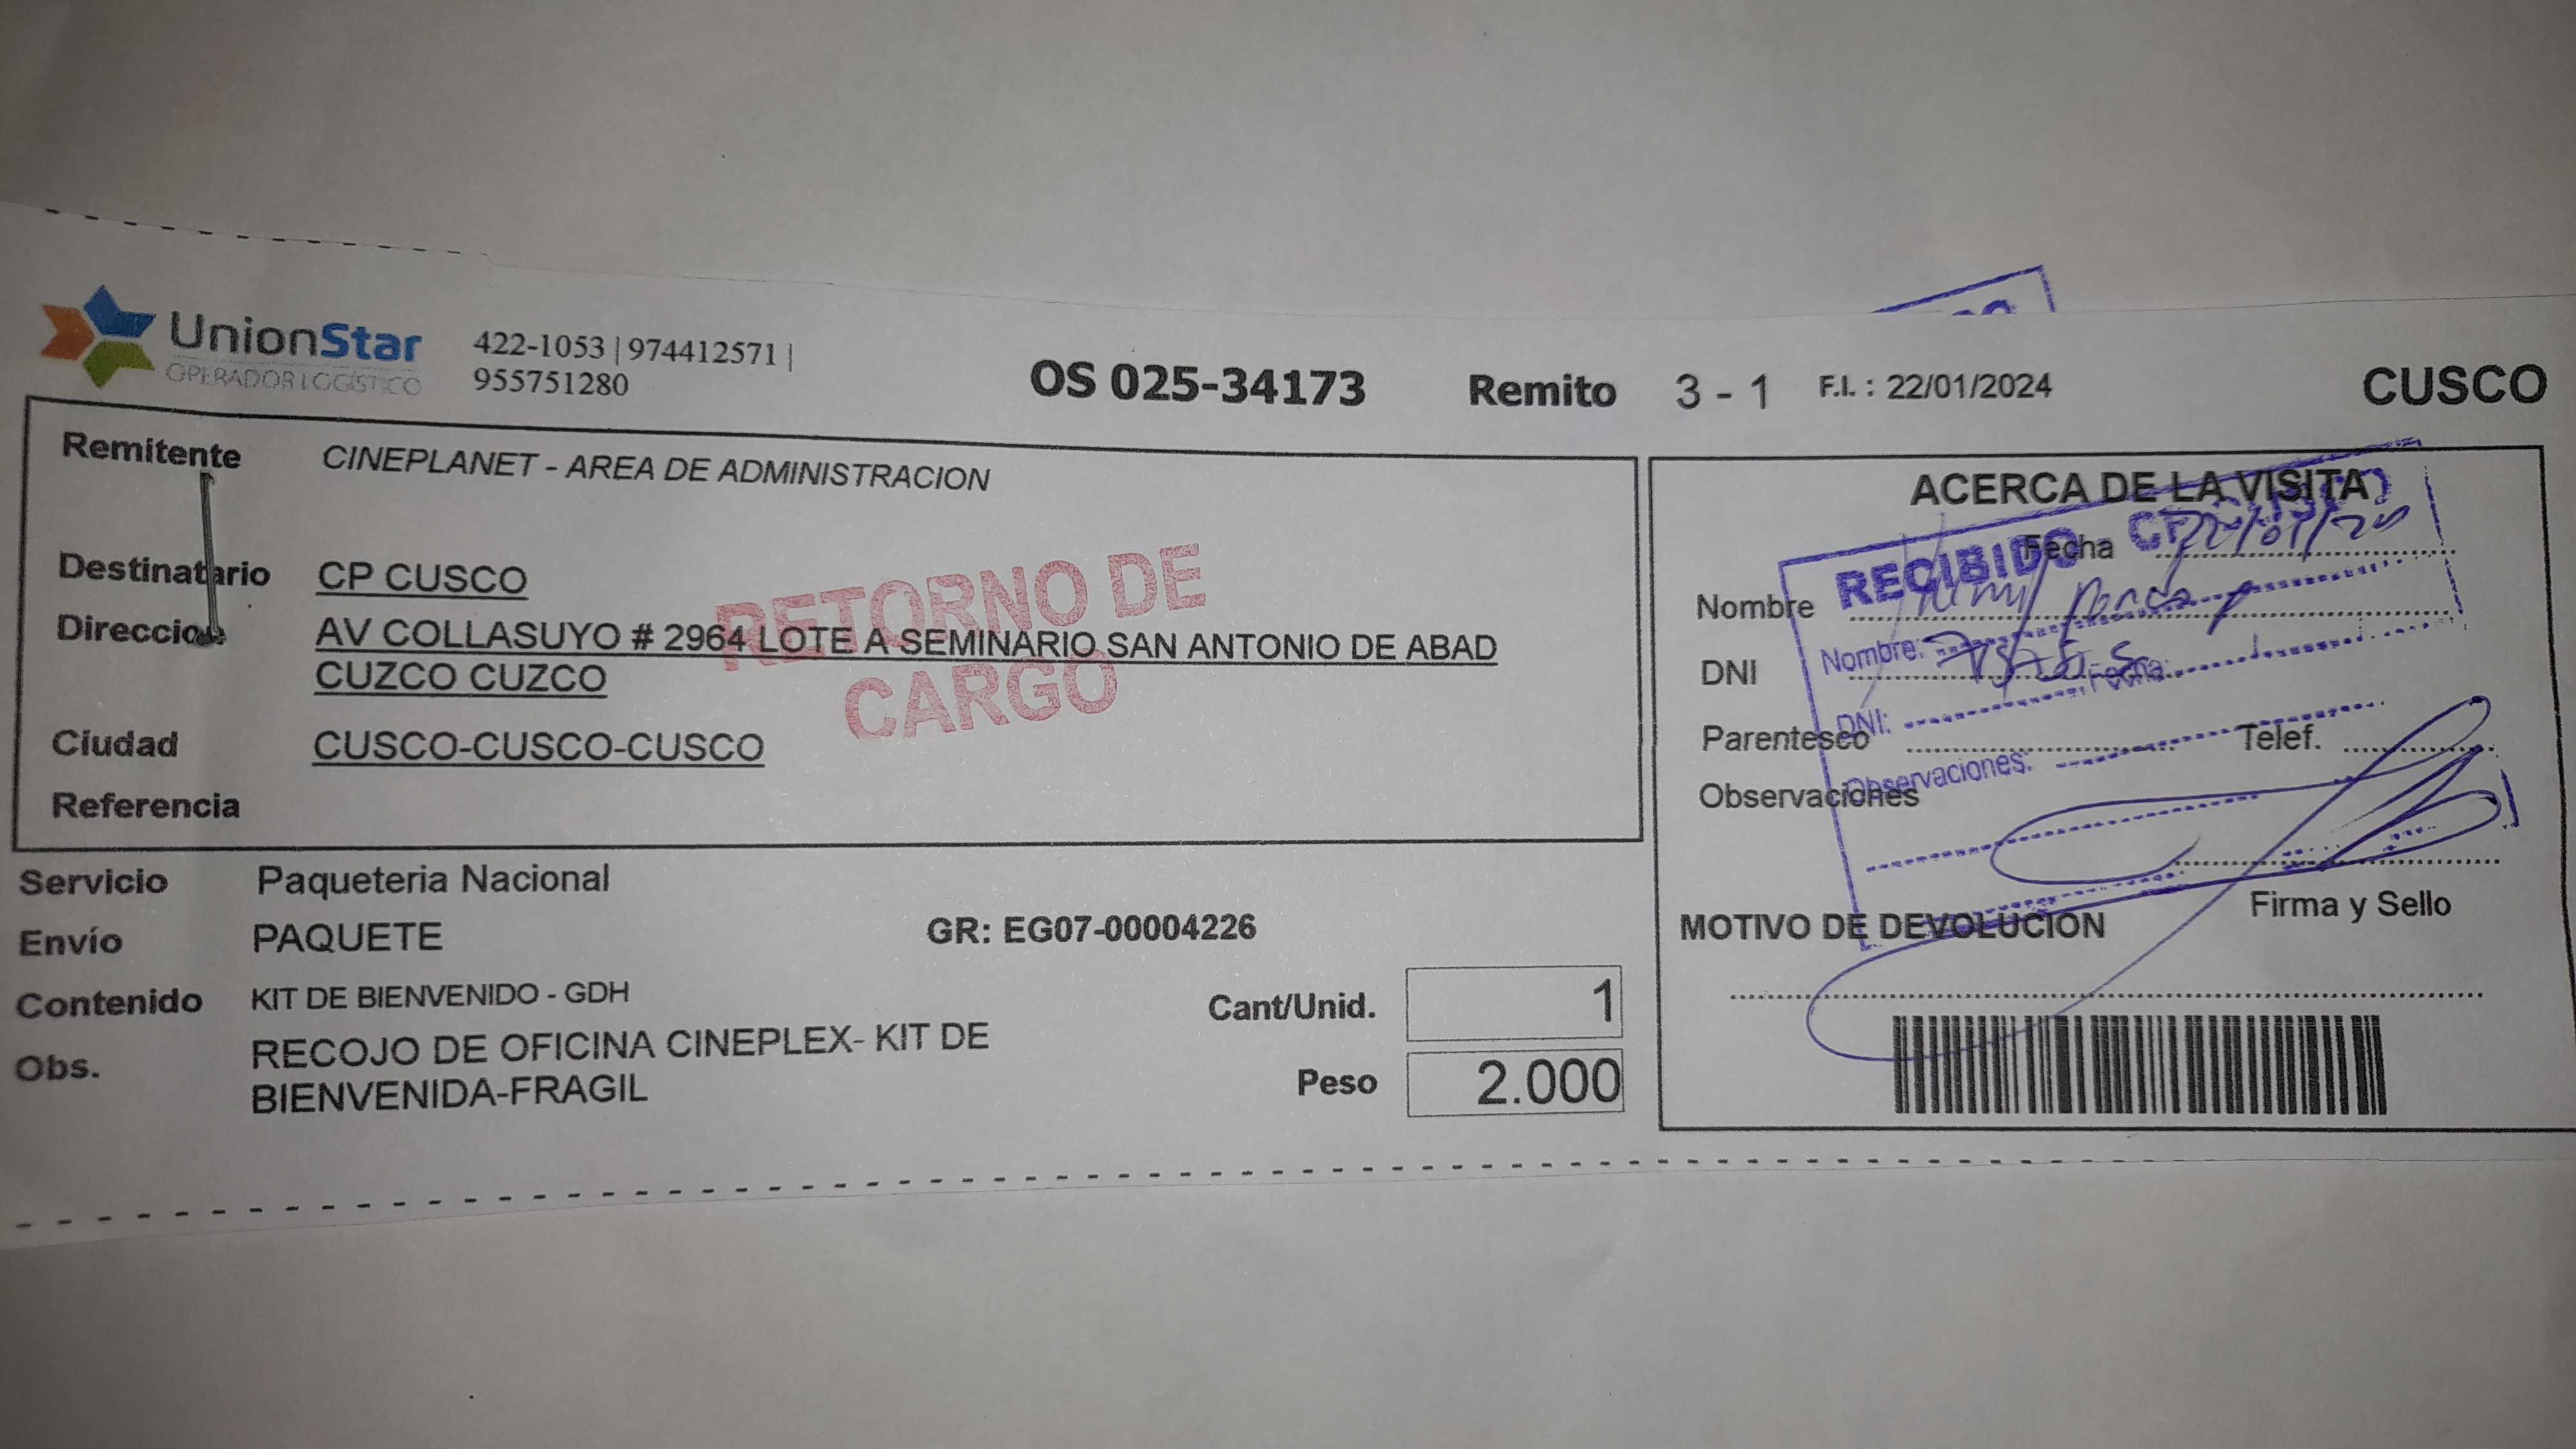 UnionStar
OPERADOR LOGÍSTICO
422-1053 | 974412571 |
955751280
OS 025-34173 Remito 3 - 1 F.I. : 22/01/2024 CUSCO
Remitente CINEPLANET - AREA DE ADMINISTRACION
Destinatario CP CUSCO
Direccion AV COLLASUYO # 2964 LOTE A SEMINARIO SAN ANTONIO DE ABAD
CUZCO CUZCO
Ciudad CUSCO-CUSCO-CUSCO
Referencia
RETORNO DE
CARGO
Servicio Paqueteria Nacional
Envío PAQUETE
GR: EG07-00004226
Contenido KIT DE BIENVENIDO - GDH
Obs. RECOJO DE OFICINA CINEPLEX- KIT DE
BIENVENIDA-FRAGIL
Cant/Unid. 1
Peso 2.000
ACERCA DE LA VISITA
Fecha
Nombre
DNI
Parentesco Telef.
Observaciones
Firma y Sello
MOTIVO DE DEVOLUCION
RECIBIDO
Nombre:
Fecha:
DNI:
Observaciones: